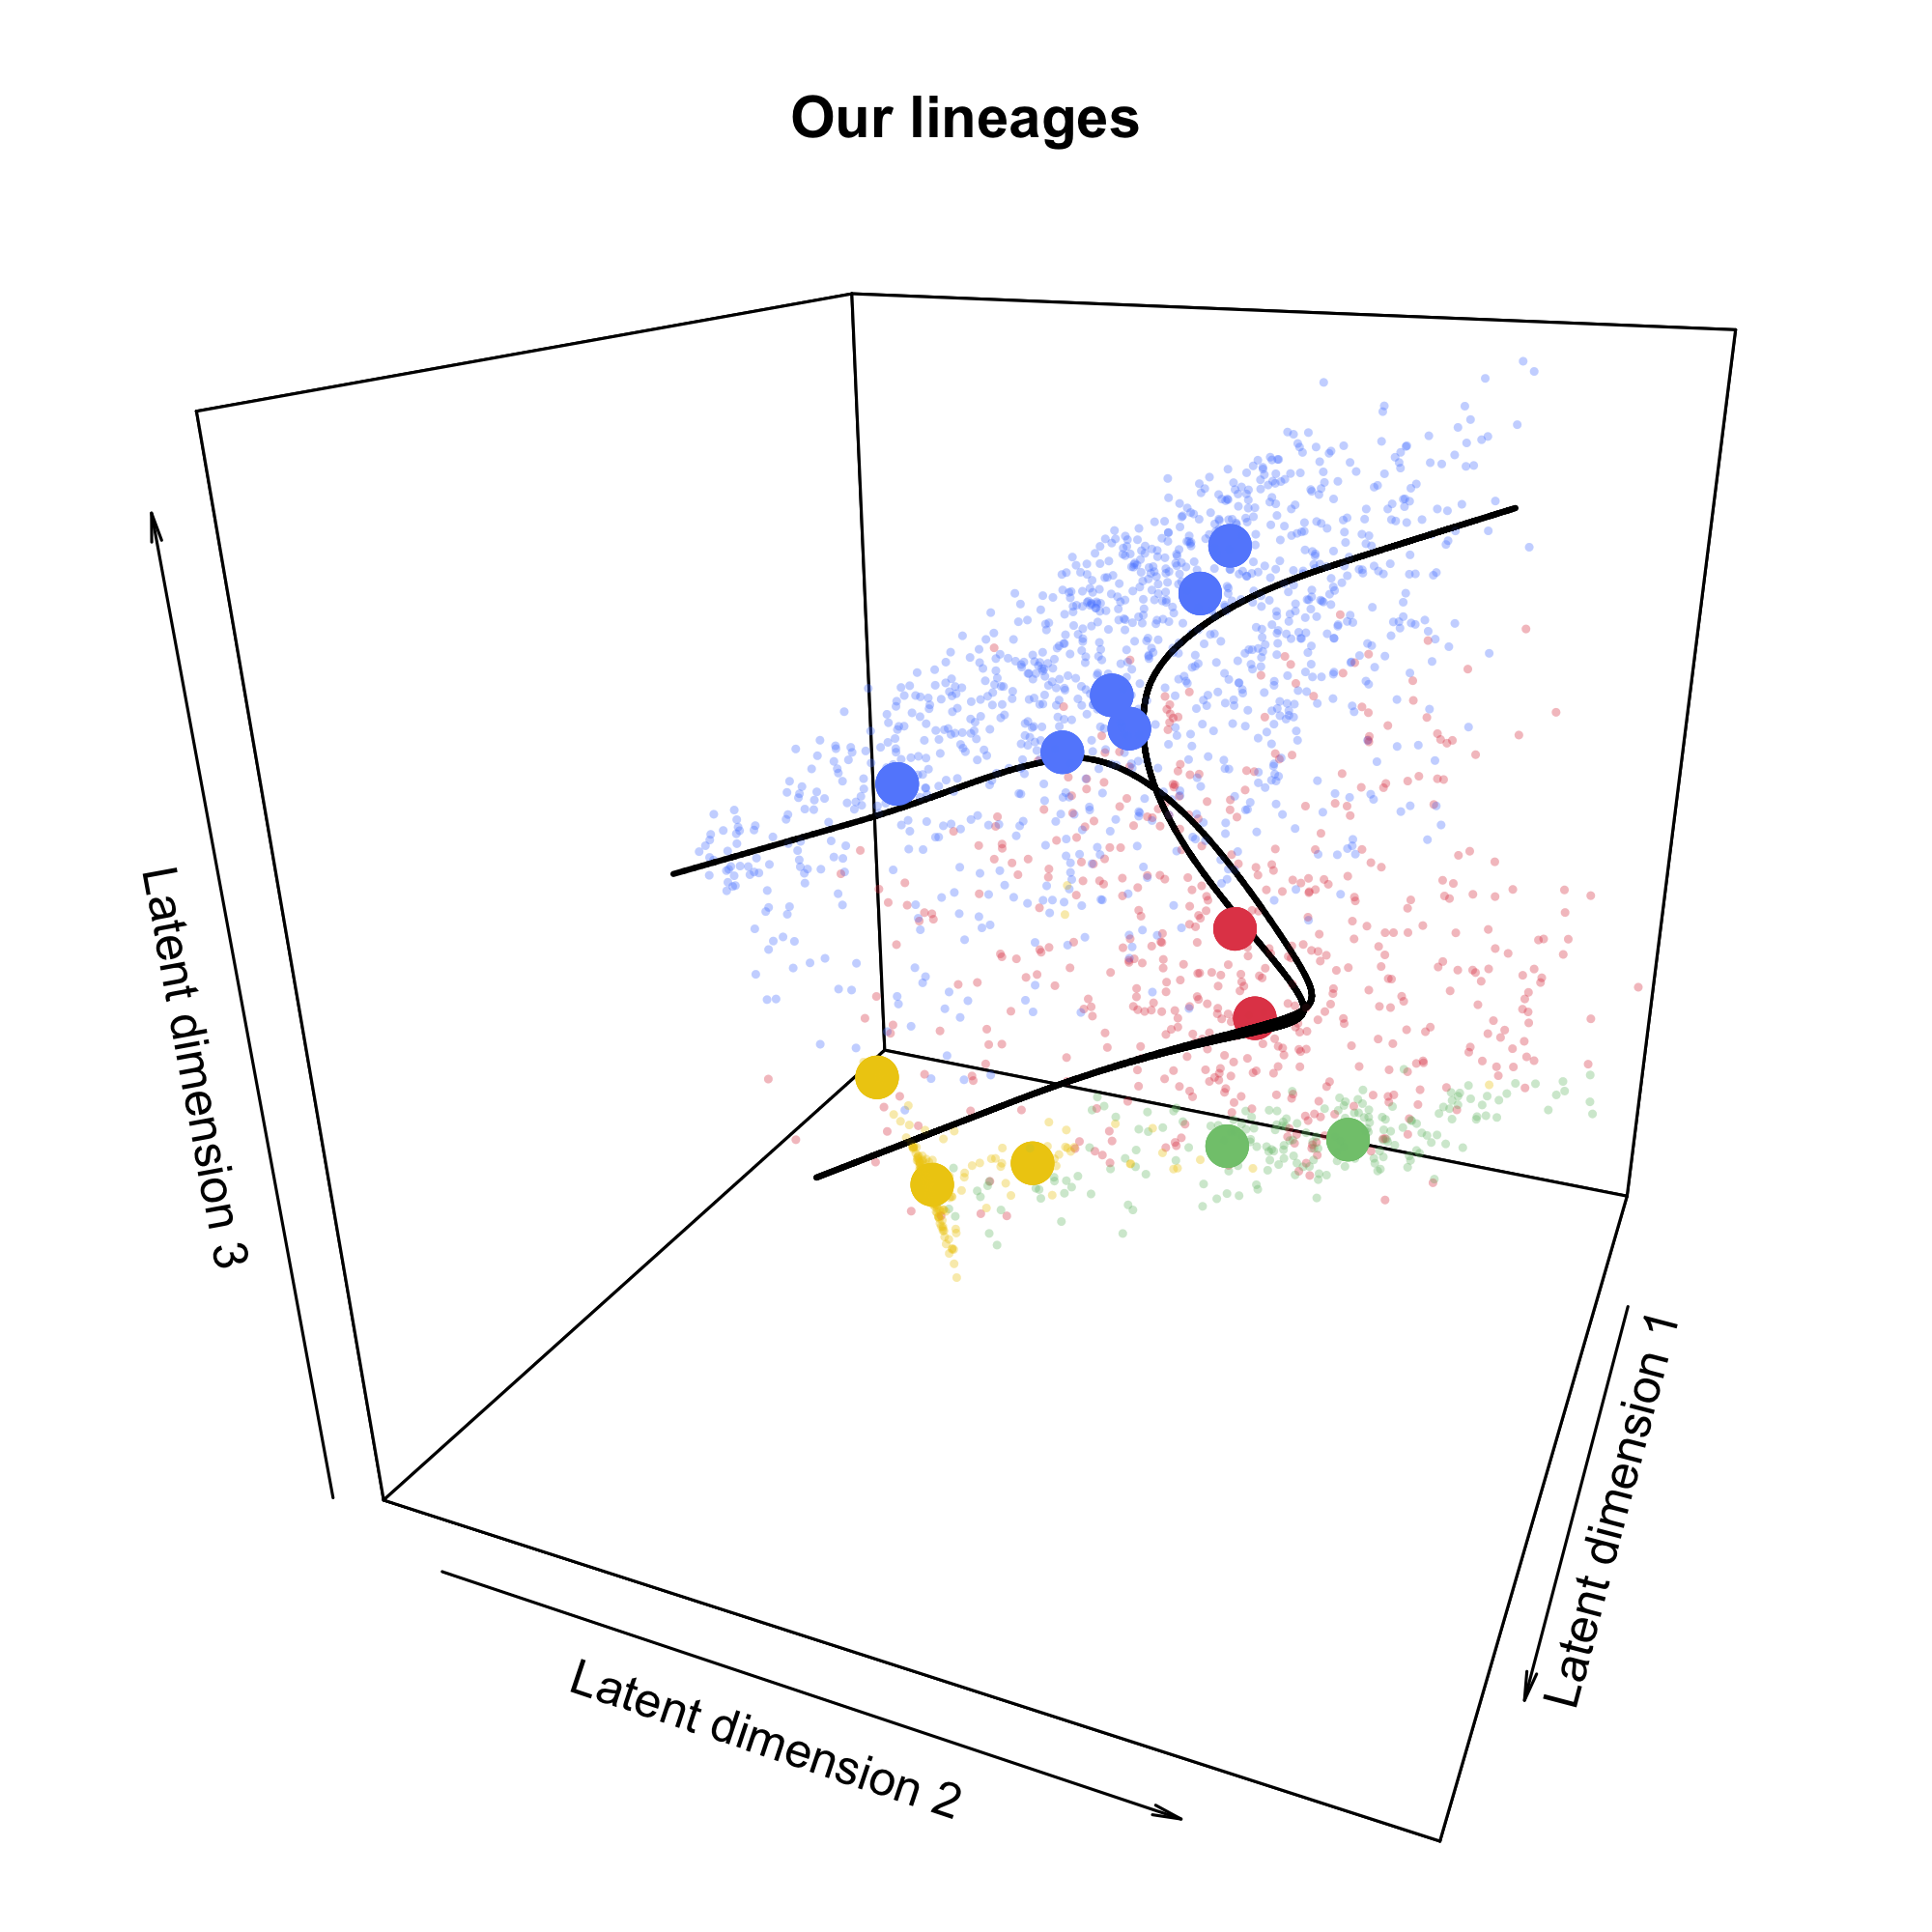 Our lineages
Latent dimension 3
Latent dimension 1
Latent dimension 2